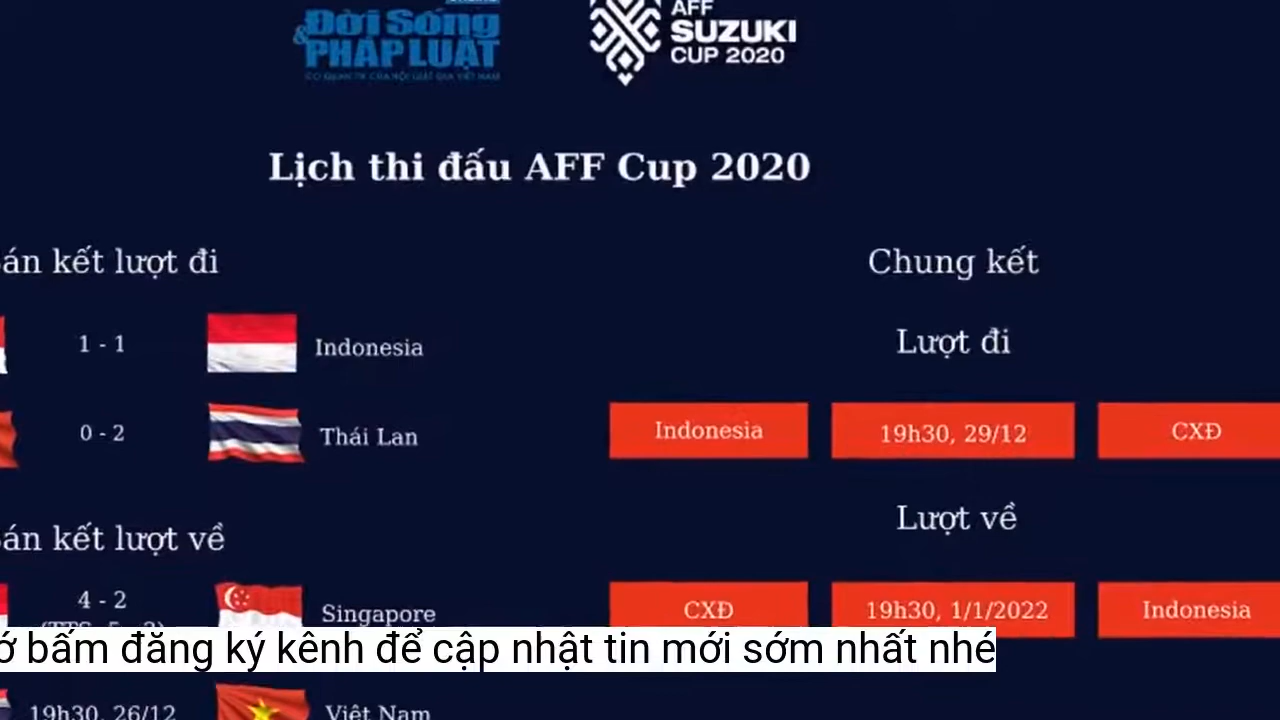 Đời Sống
& PHÁP LUẬT
AFF
SUZUKI
CUP 2020
Lịch thi đấu AFF Cup 2020
án kết lượt đi
1 - 1 Indonesia
0 - 2 Thái Lan
án kết lượt về
4 - 2 Singapore
19h30, 26/12 Việt Nam
Chung kết
Lượt đi
Indonesia 19h30, 29/12 CXĐ
Lượt về
CXĐ 19h30, 1/1/2022 Indonesia
ớ bấm đăng ký kênh để cập nhật tin mới sớm nhất nhé